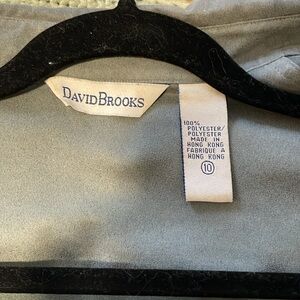 DAVIDBROOKS
100%
POLYESTER/
POLYESTER
MADE IN
HONG KONG
FABRIQUE A
HONG KONG
10